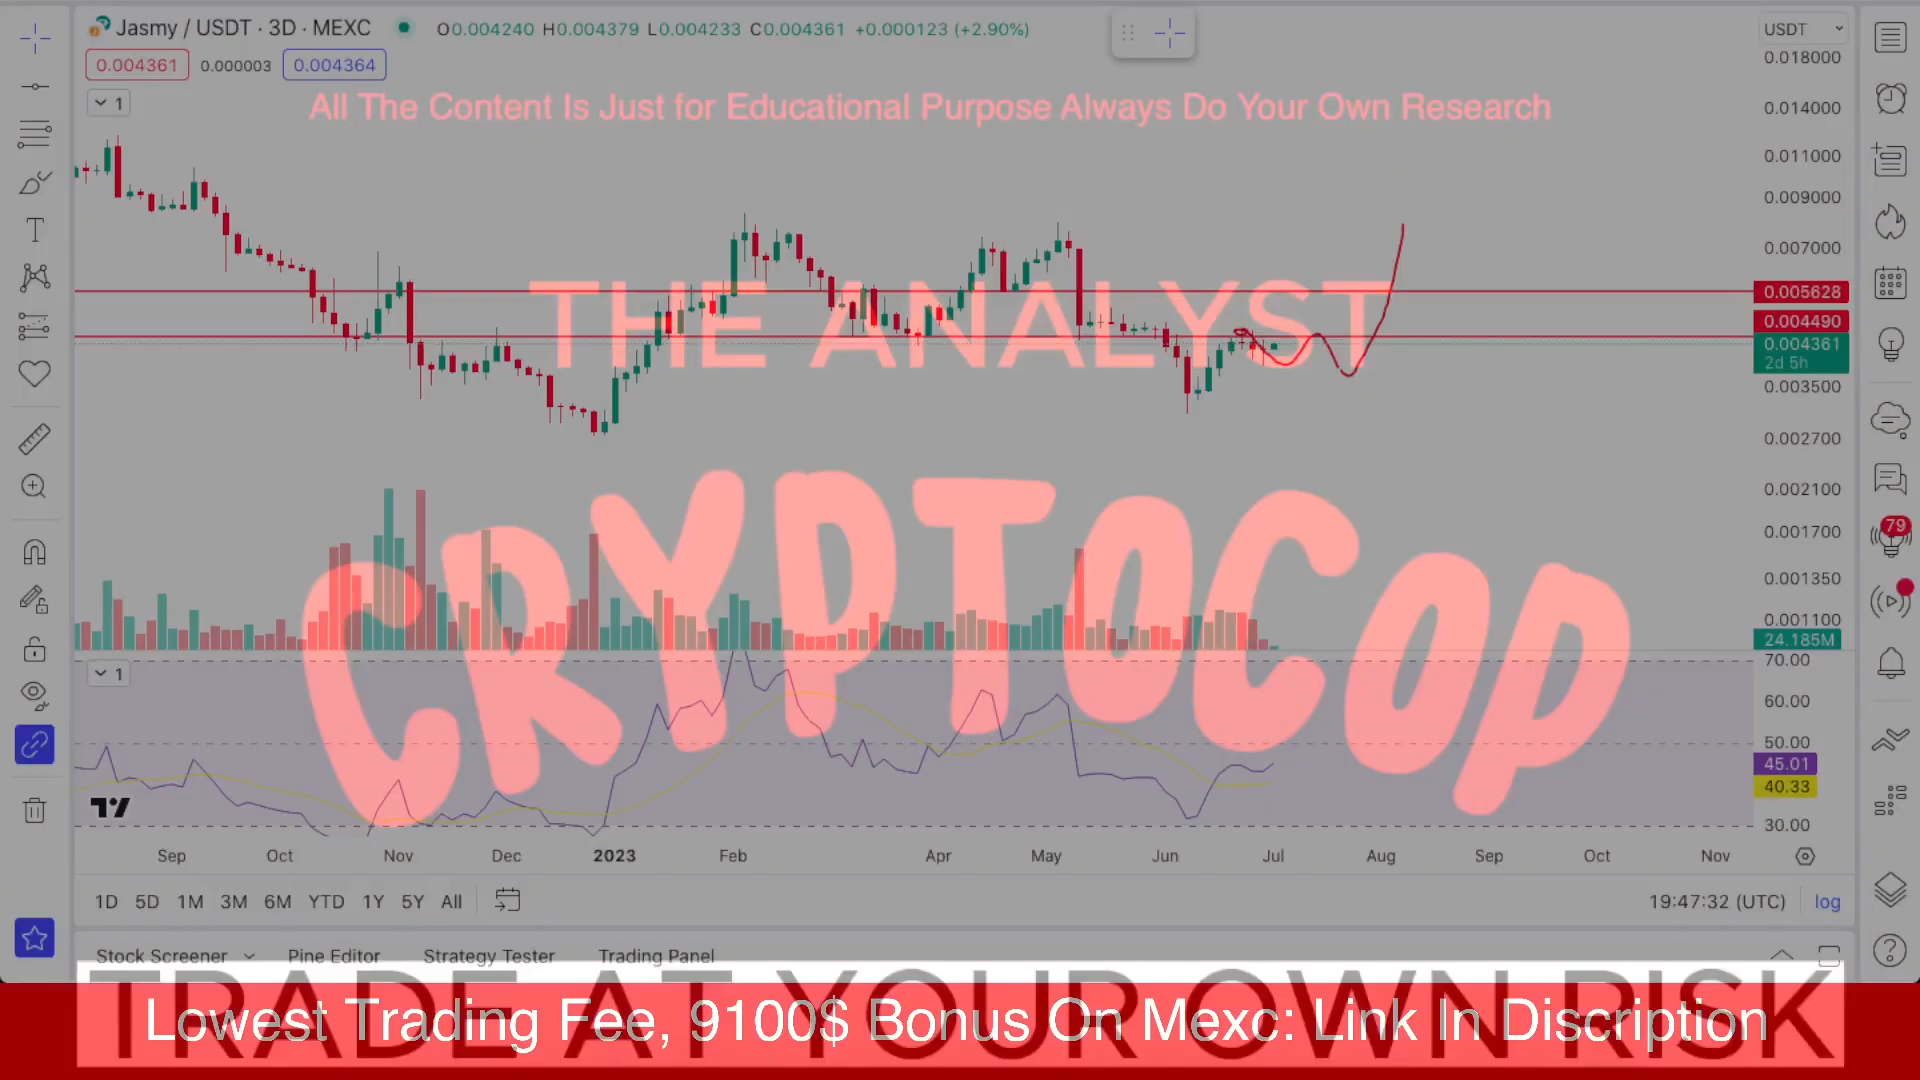 Jasmy / USDT · 3D · MEXC O0.004240 H0.004379 L0.004233 C0.004361 +0.000123 (+2.90%)
USDT
0.004361 0.000003 0.004364
1
All The Content Is Just for Educational Purpose Always Do Your Own Research
0.018000
0.014000
0.011000
0.009000
0.007000
0.005628
0.004490
0.004361
2d 5h
0.003500
0.002700
0.002100
0.001700
0.001350
0.001100
24.185M
THE ANALYST
CRYPTOCOP
79
1
70.00
60.00
50.00
45.01
40.33
30.00
Sep Oct Nov Dec 2023 Feb Apr May Jun Jul Aug Sep Oct Nov
1D 5D 1M 3M 6M YTD 1Y 5Y All 19:47:32 (UTC) log
Stock Screener Pine Editor Strategy Tester Trading Panel
TRADE AT YOUR OWN RISK
Lowest Trading Fee, 9100$ Bonus On Mexc: Link In Discription